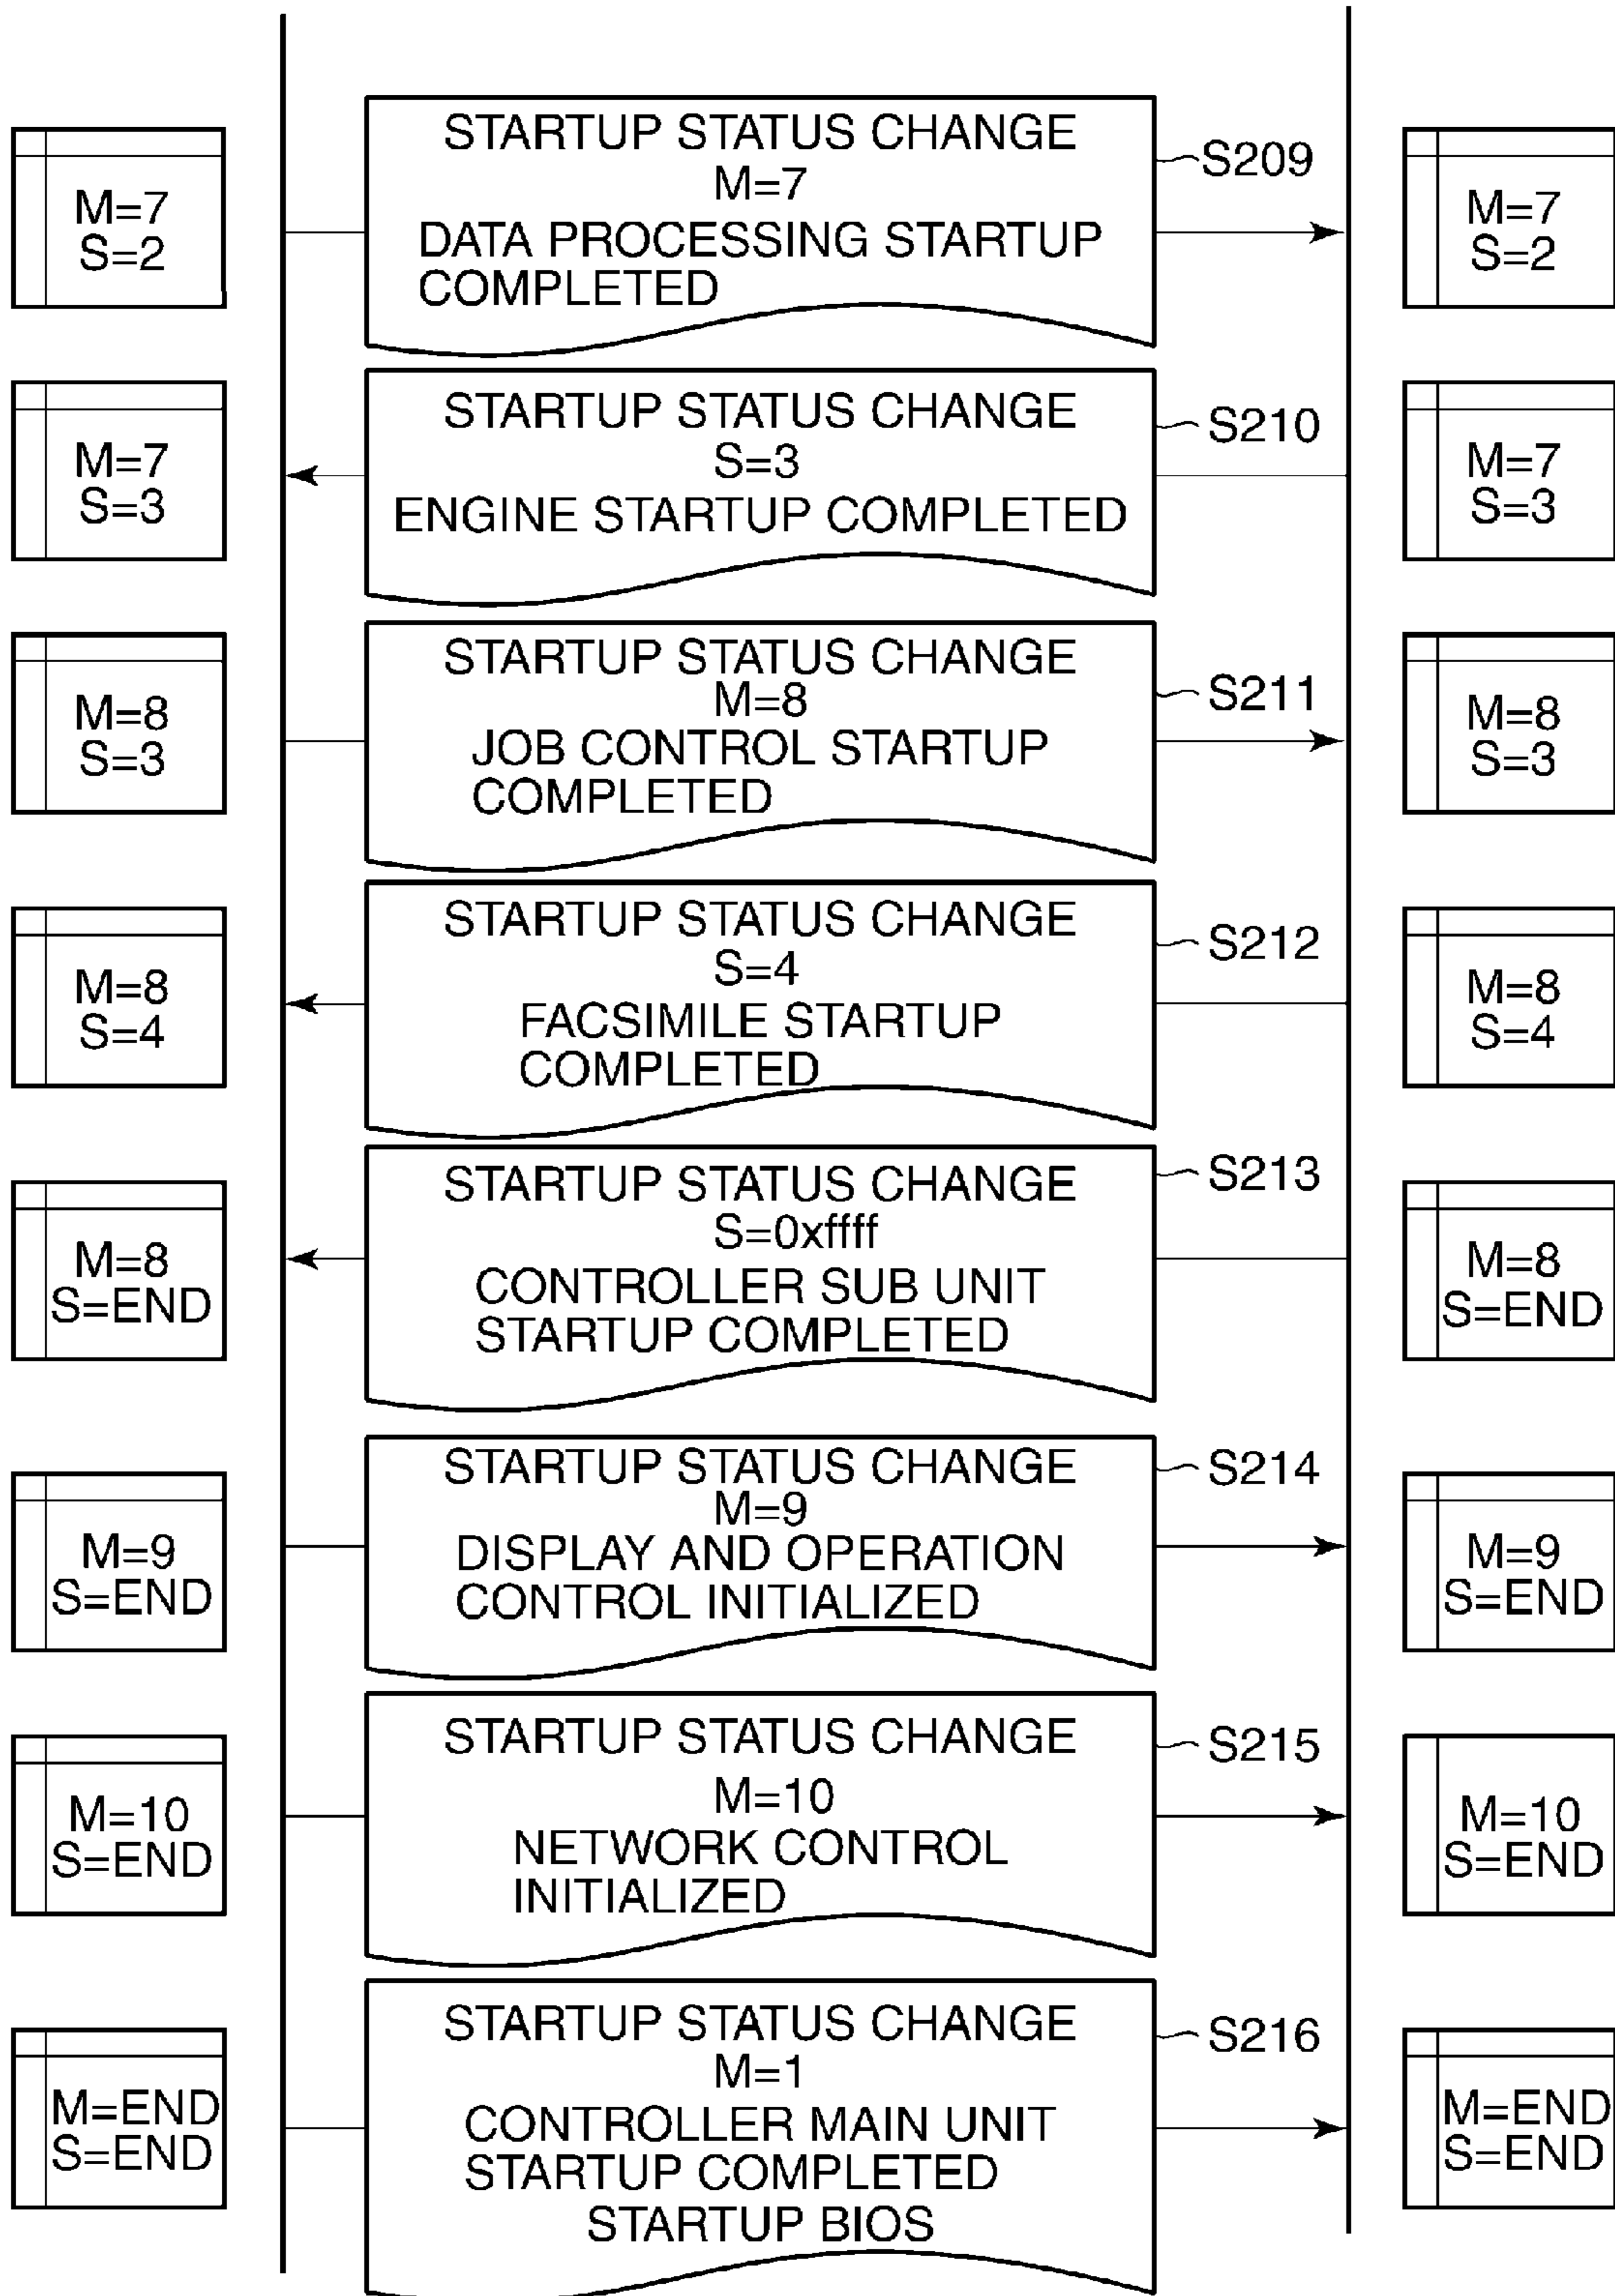 STARTUP STATUS CHANGE
M=7
DATA PROCESSING STARTUP
COMPLETED
S209
M=7
S=2
M=7
S=2
STARTUP STATUS CHANGE
S=3
ENGINE STARTUP COMPLETED
S210
M=7
S=3
M=7
S=3
STARTUP STATUS CHANGE
M=8
JOB CONTROL STARTUP
COMPLETED
S211
M=8
S=3
M=8
S=3
STARTUP STATUS CHANGE
S=4
FACSIMILE STARTUP
COMPLETED
S212
M=8
S=4
M=8
S=4
STARTUP STATUS CHANGE
S=0xffff
CONTROLLER SUB UNIT
STARTUP COMPLETED
S213
M=8
S=END
M=8
S=END
STARTUP STATUS CHANGE
M=9
DISPLAY AND OPERATION
CONTROL INITIALIZED
S214
M=9
S=END
M=9
S=END
STARTUP STATUS CHANGE
M=10
NETWORK CONTROL
INITIALIZED
S215
M=10
S=END
M=10
S=END
STARTUP STATUS CHANGE
M=1
CONTROLLER MAIN UNIT
STARTUP COMPLETED
STARTUP BIOS
S216
M=END
S=END
M=END
S=END